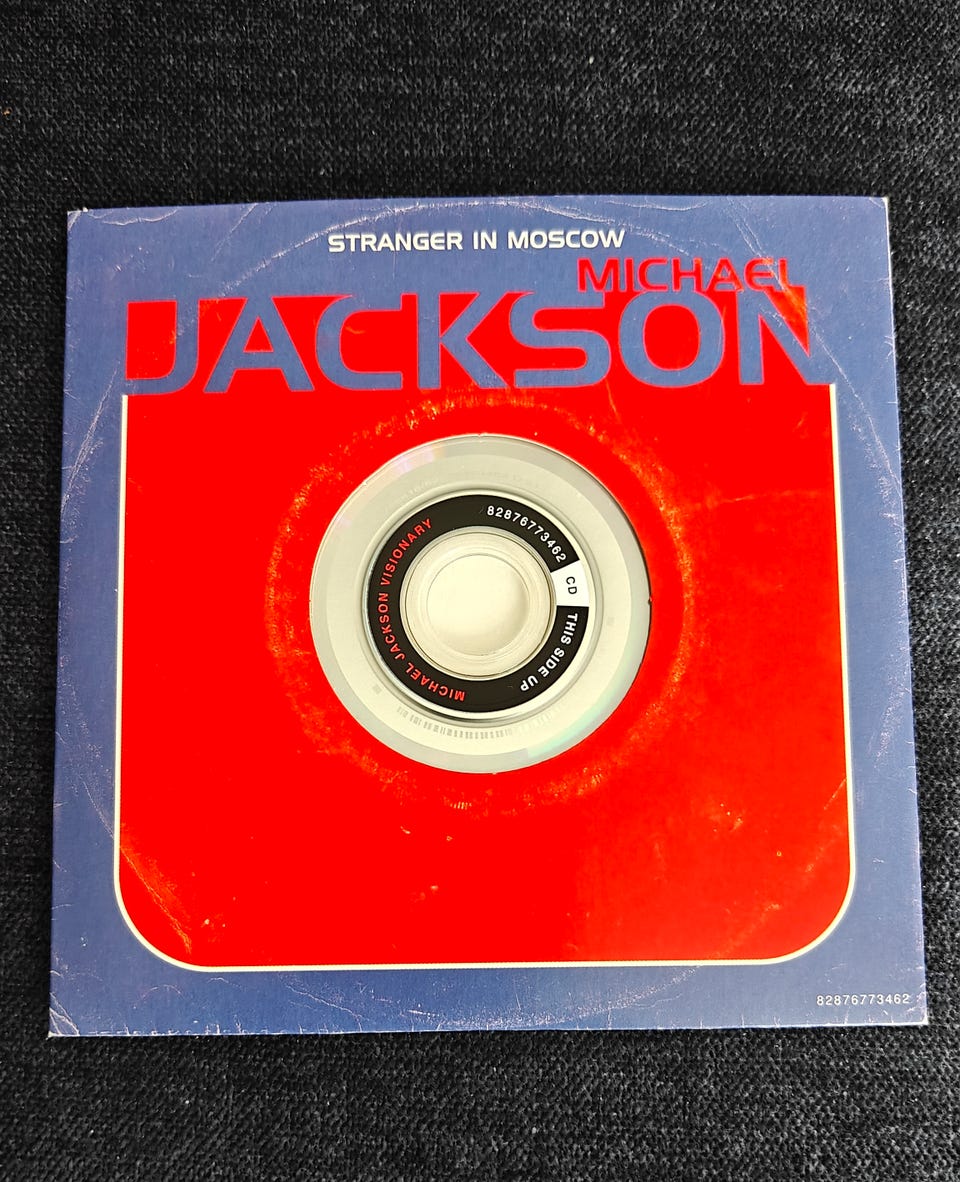 STRANGER IN MOSCOW
MICHAEL
JACKSON
82876773462
CD
THIS SIDE UP
MICHAEL JACKSON VISIONARY
82876773462